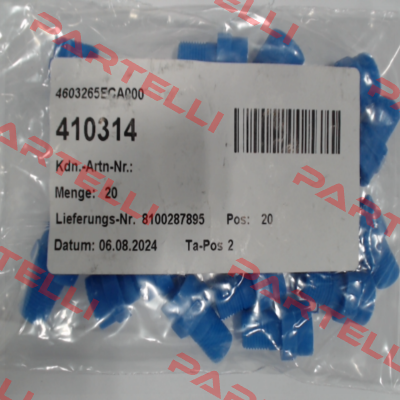 4603265ECA000
410314
Kdn.-Artn-Nr.:
Menge: 20
Lieferungs-Nr. 8100287895 Pos: 20
Datum: 06.08.2024 Ta-Pos 2
PARTELLI
PARTELLI
PARTELLI